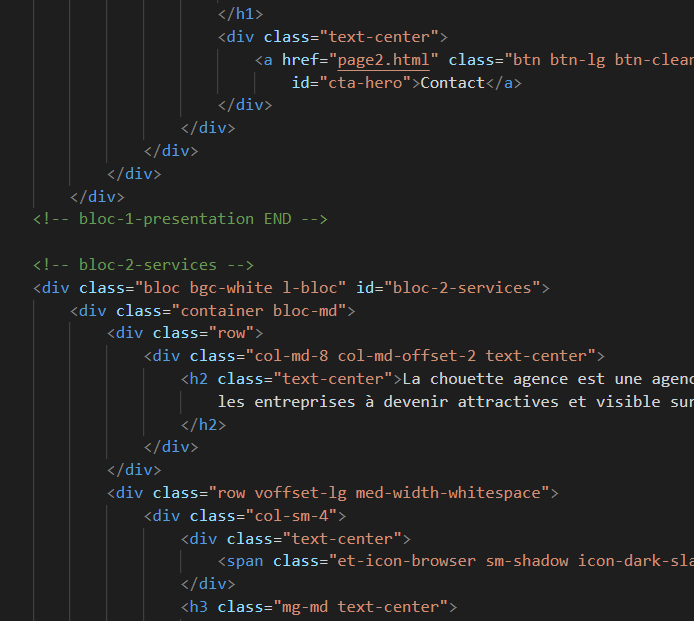 </h1>
<div class="text-center">
<a href="page2.html" class="btn btn-lg btn-clean
id="cta-hero">Contact</a>
</div>
</div>
</div>
</div>
</div>
<!-- bloc-1-presentation END -->
<!-- bloc-2-services -->
<div class="bloc bgc-white l-bloc" id="bloc-2-services">
<div class="container bloc-md">
<div class="row">
<div class="col-md-8 col-md-offset-2 text-center">
<h2 class="text-center">La chouette agence est une agenc
les entreprises à devenir attractives et visible sur
</h2>
</div>
</div>
<div class="row voffset-lg med-width-whitespace">
<div class="col-sm-4">
<div class="text-center">
<span class="et-icon-browser sm-shadow icon-dark-sla
</div>
<h3 class="mg-md text-center">